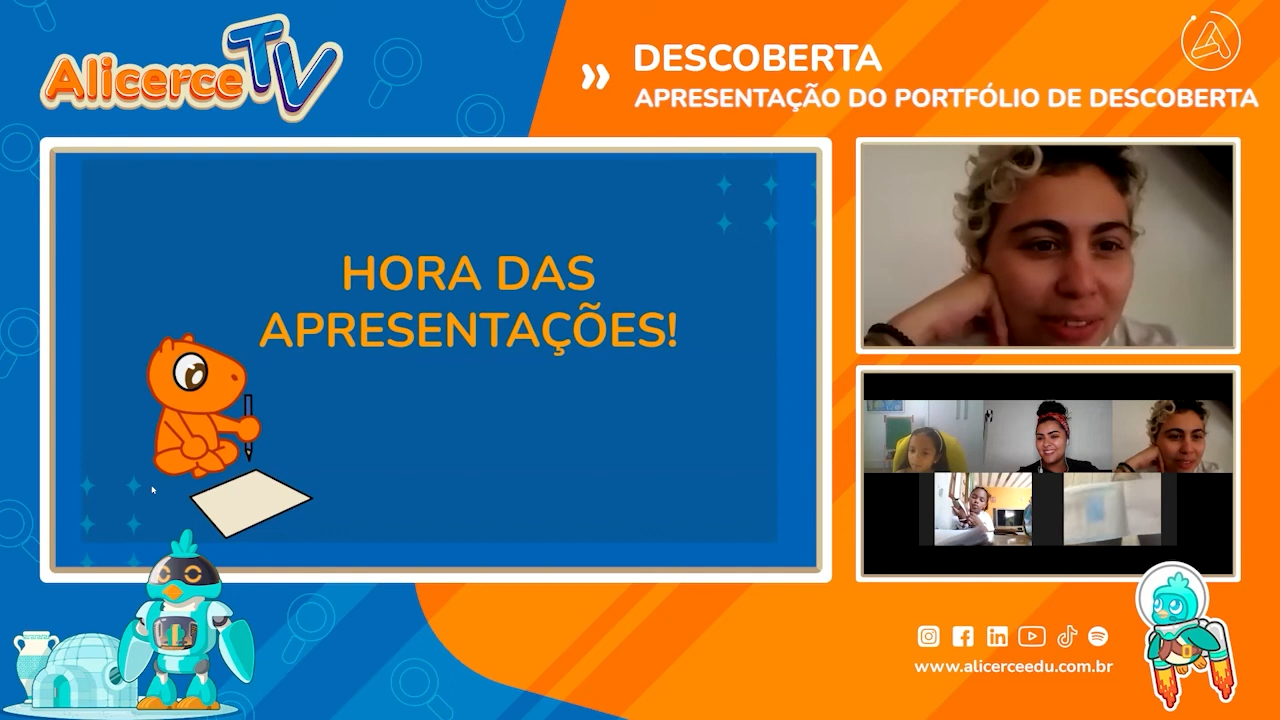 Alicerce TV
DESCOBERTA
APRESENTAÇÃO DO PORTFÓLIO DE DESCOBERTA
HORA DAS
APRESENTAÇÕES!
www.alicerceedu.com.br